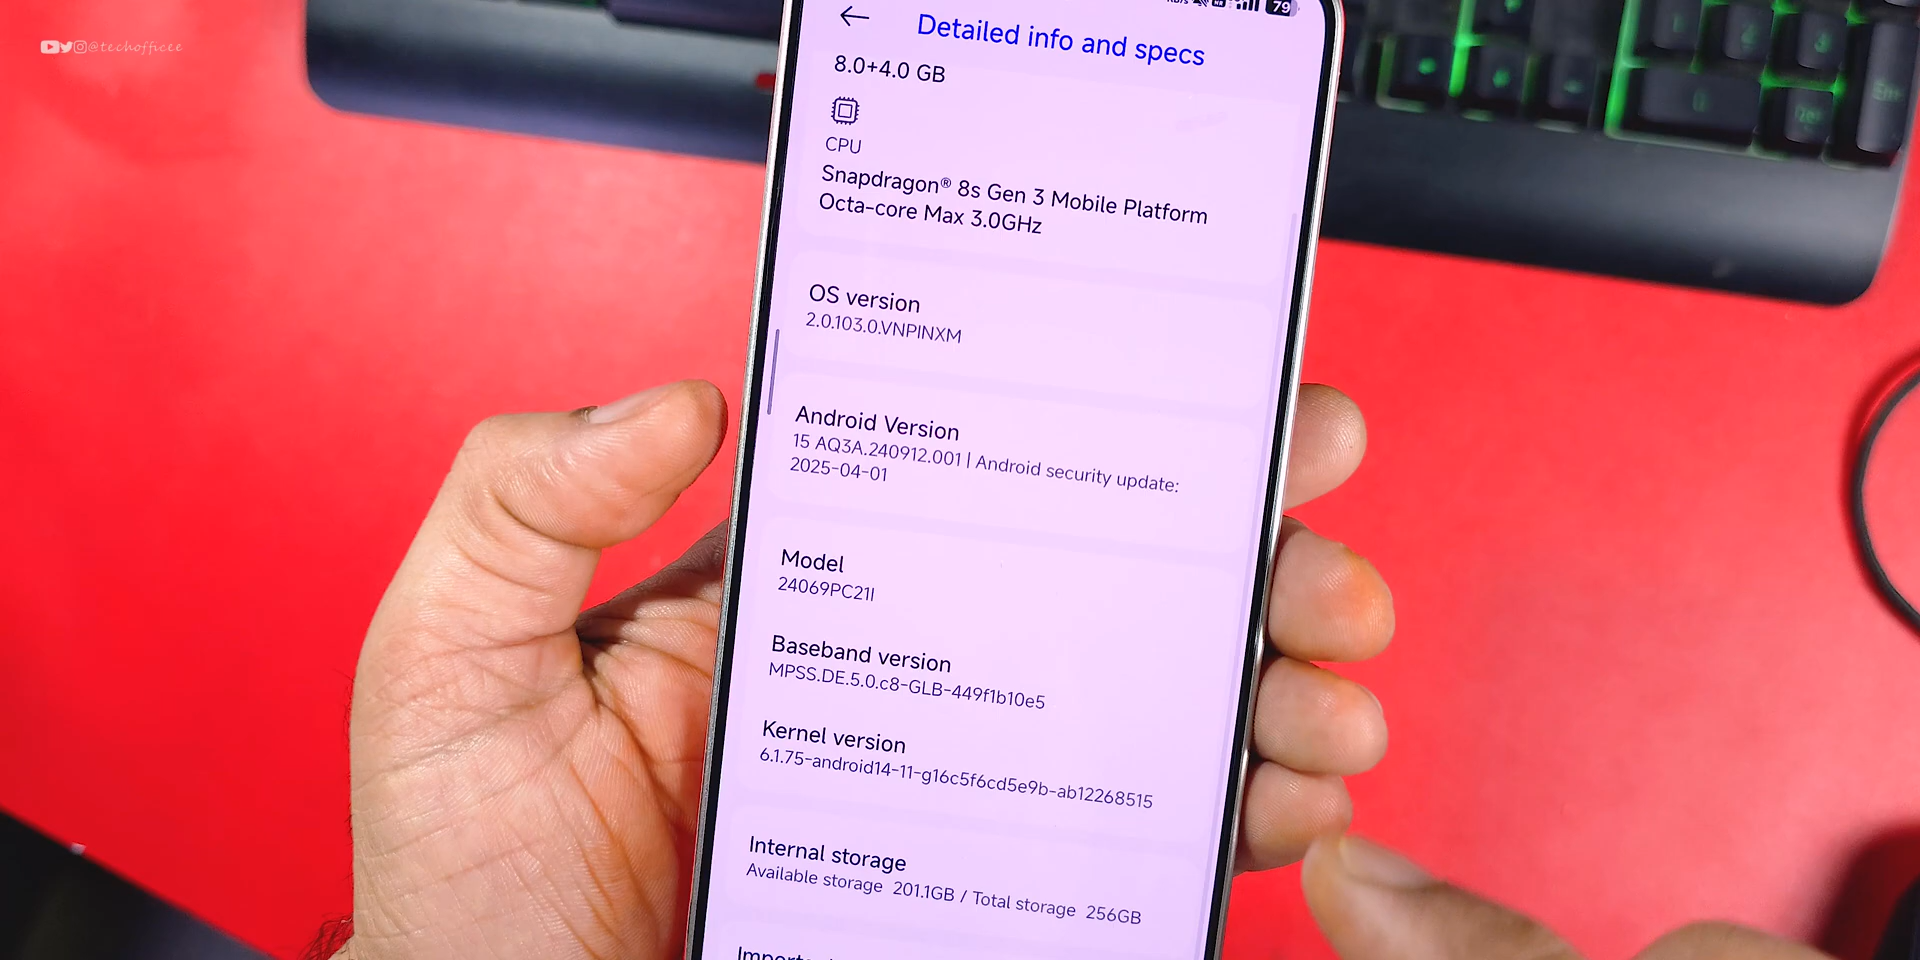 @techofficee
79
Detailed info and specs
8.0+4.0 GB
CPU
Snapdragon® 8s Gen 3 Mobile Platform
Octa-core Max 3.0GHz
OS version
2.0.103.0.VNPINXM
Android Version
15 AQ3A.240912.001 | Android security update:
2025-04-01
Model
24069PC21I
Baseband version
MPSS.DE.5.0.c8-GLB-449f1b10e5
Kernel version
6.1.75-android14-11-g16c5f6cd5e9b-ab12268515
Internal storage
Available storage 201.1GB / Total storage 256GB